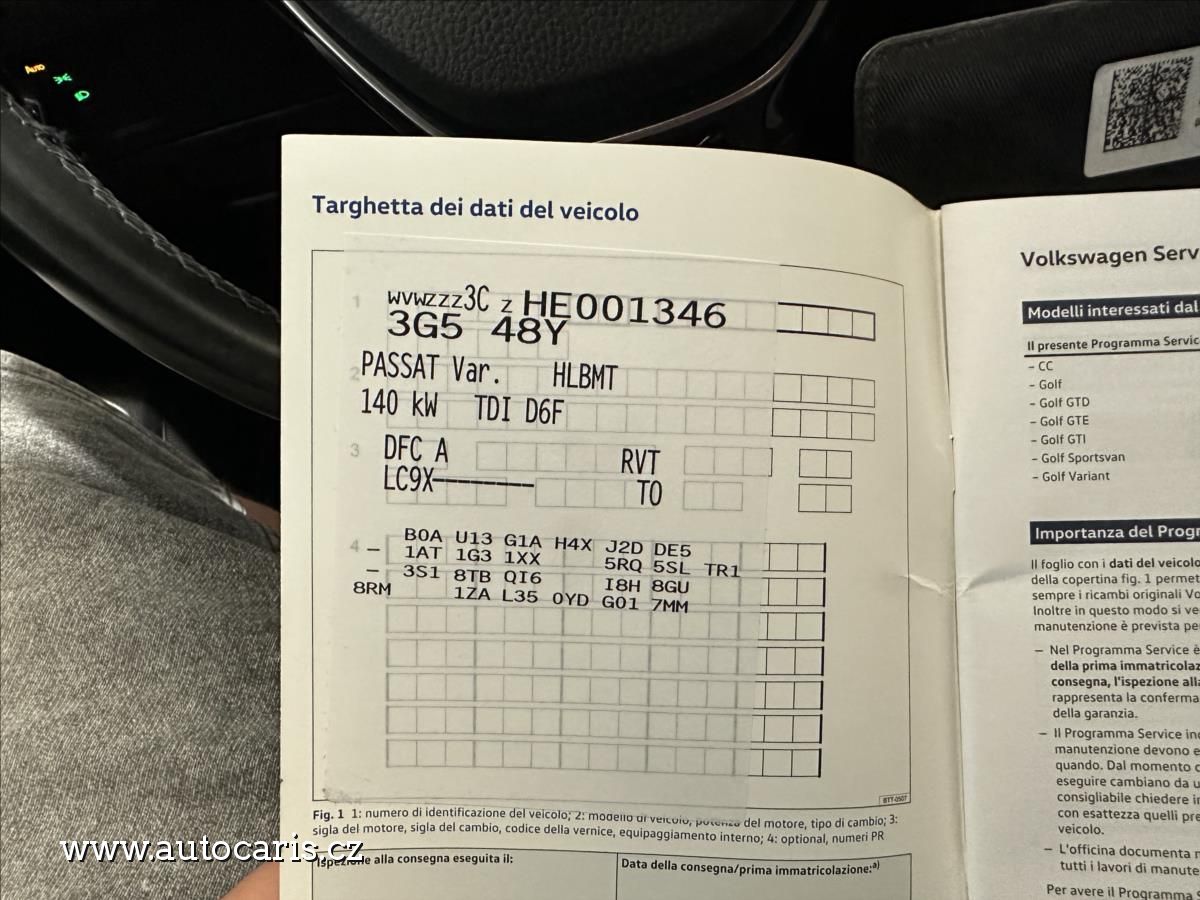 Auto
Targhetta dei dati del veicolo
1 WVWZZZ3C Z HE001346
3G5 48Y
2 PASSAT Var. HLBMT
140 kW TDI D6F
3 DFC A RVT
LC9X———— TO
4 – B0A U13 G1A H4X J2D DE5
– 1AT 1G3 1XX 5RQ 5SL TR1
3S1 8TB QI6 I8H 8GU
8RM 1ZA L35 0YD G01 7MM
BTT-0507
Fig. 1 1: numero di identificazione del veicolo; 2: modello di veicolo, potenza del motore, tipo di cambio; 3:
sigla del motore, sigla del cambio, codice della vernice, equipaggiamento interno; 4: optional, numeri PR
Ispezione alla consegna eseguita il:
Data della consegna/prima immatricolazione:a)
Volkswagen Serv
Modelli interessati dal
Il presente Programma Servic
– CC
– Golf
– Golf GTD
– Golf GTE
– Golf GTI
– Golf Sportsvan
– Golf Variant
Importanza del Progr
Il foglio con i dati del veicolo
della copertina fig. 1 permet
sempre i ricambi originali Vo
Inoltre in questo modo si ve
manutenzione è prevista pe
– Nel Programma Service è
della prima immatricolaz
consegna, l'ispezione alla
rappresenta la conferma
della garanzia.
– Il Programma Service ind
manutenzione devono e
quando. Dal momento c
eseguire cambiano da u
consigliabile chiedere in
con esattezza quelli pre
veicolo.
– L'officina documenta n
tutti i lavori di manute
Per avere il Programma S
www.autocaris.cz